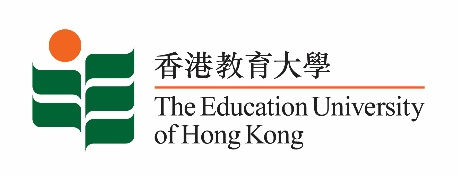 香港教育大學
The Education University
of Hong Kong